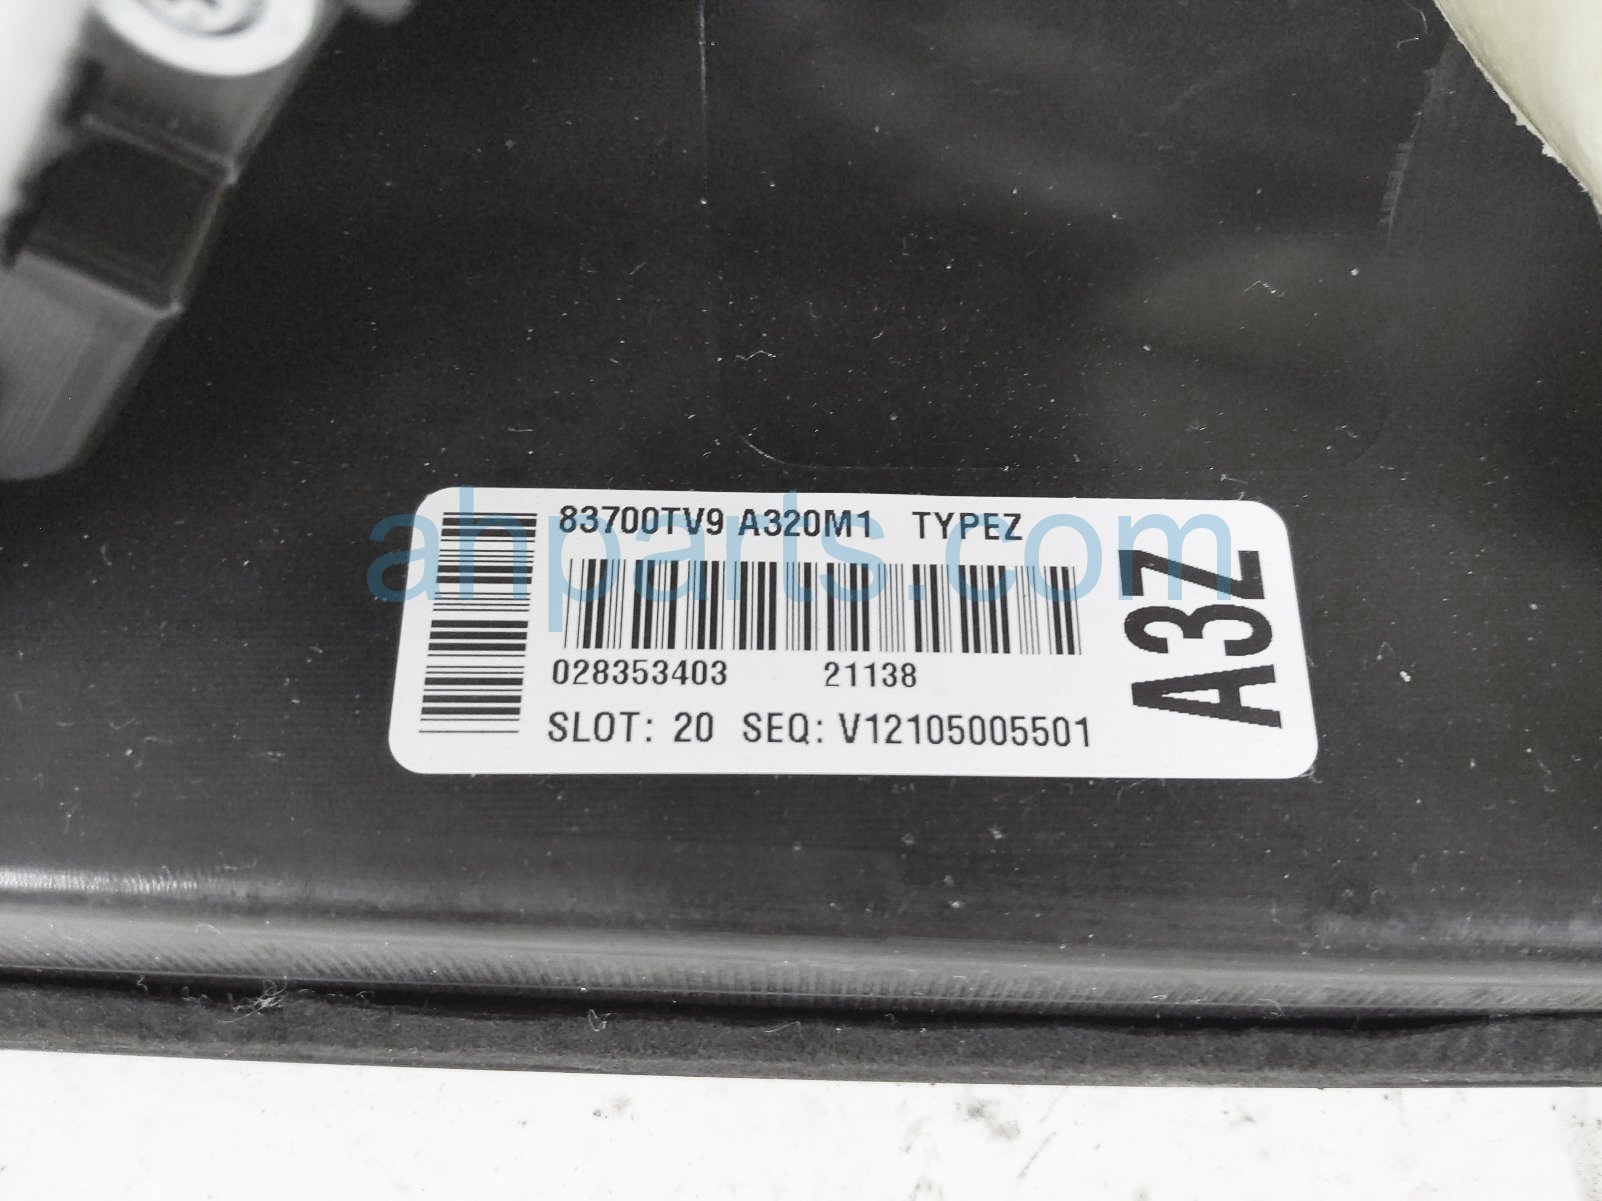 83700TV9 A320M1 TYPEZ
028353403 21138
SLOT: 20 SEQ: V12105005501
A3Z
ahparts.com